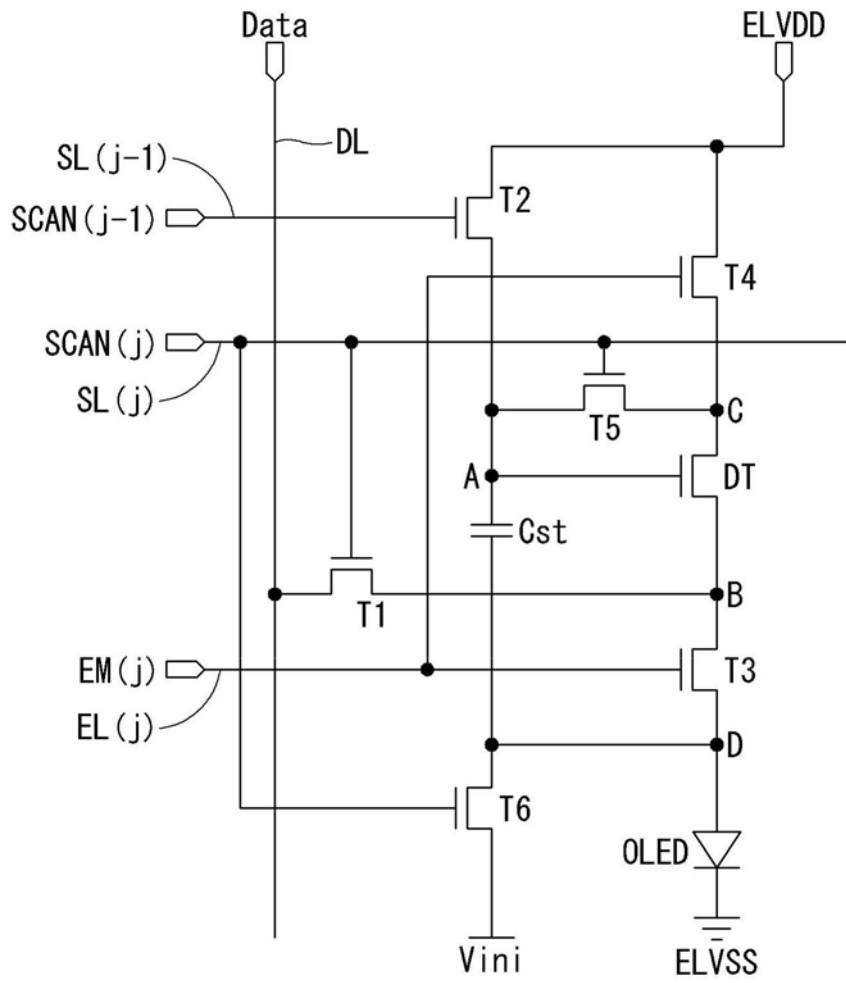 Data
ELVDD
DL
SL(j-1)
T2
SCAN(j-1)
T4
SCAN(j)
SL(j)
C
T5
A
DT
Cst
B
T1
EM(j)
T3
EL(j)
D
T6
OLED
Vini
ELVSS